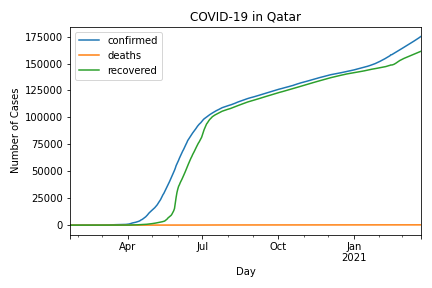 COVID-19 in Qatar
confirmed
deaths
recovered
Number of Cases
175000
150000
125000
100000
75000
50000
25000
0
Apr
Jul
Oct
Jan
2021
Day